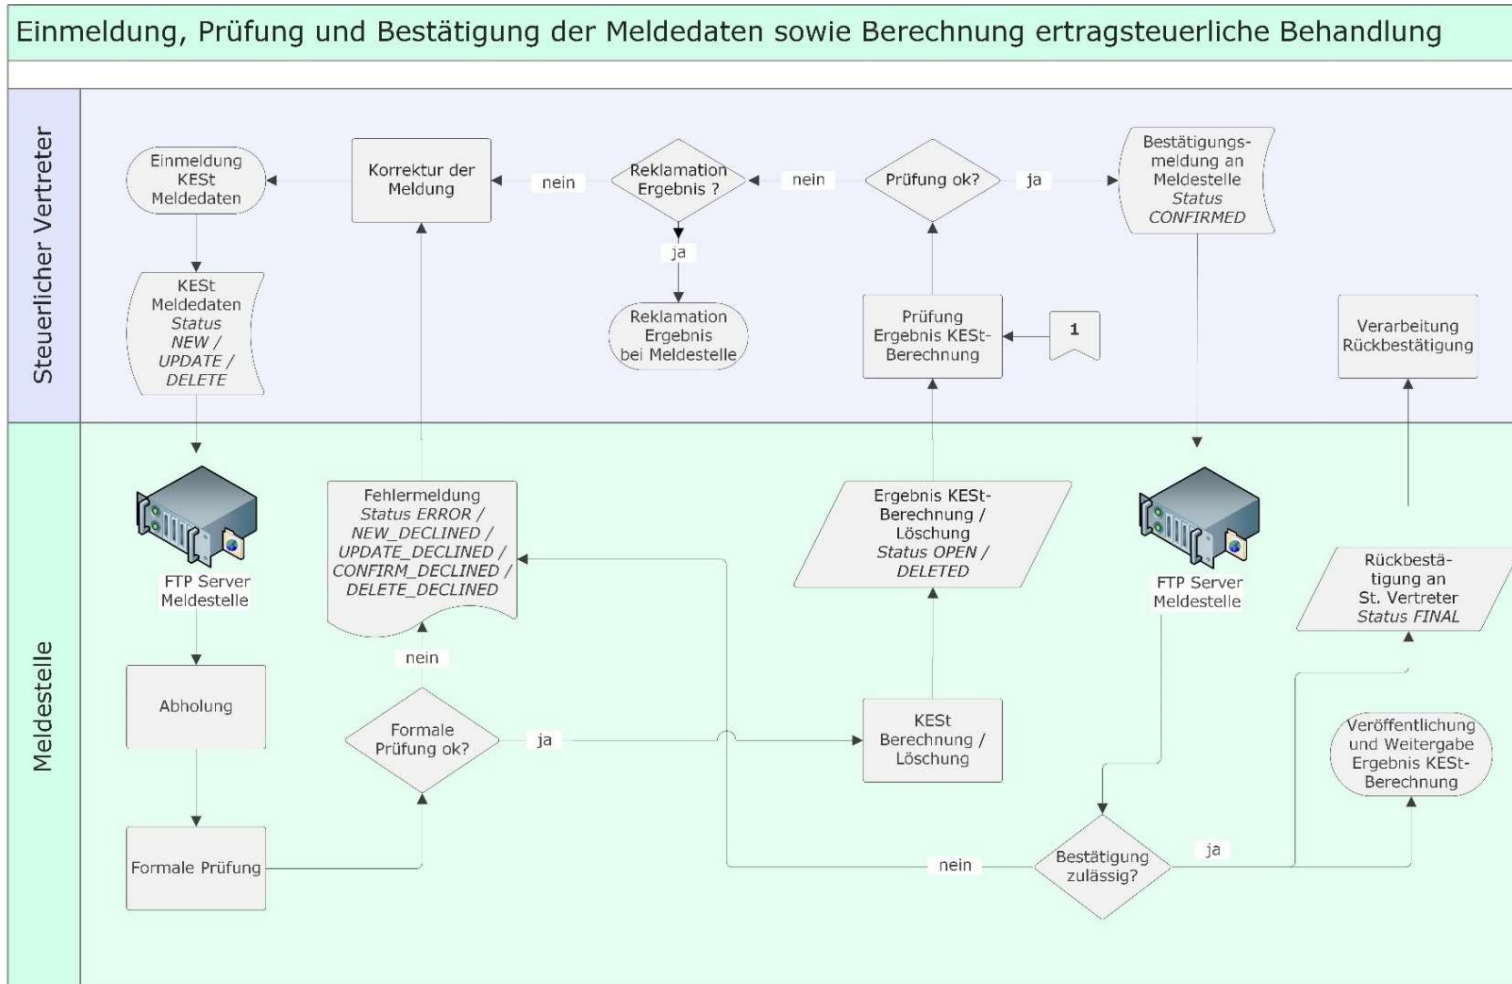 Einmeldung, Prüfung und Bestätigung der Meldedaten sowie Berechnung ertragsteuerliche Behandlung
Steuerlicher Vertreter
Einmeldung
KESt
Meldedaten
Korrektur der
Meldung
nein
Reklamation
Ergebnis ?
nein
Prüfung ok?
ja
Bestätigungs-
meldung an
Meldestelle
Status
CONFIRMED
ja
KESt
Meldedaten
Status
NEW /
UPDATE /
DELETE
Reklamation
Ergebnis
bei Meldestelle
Prüfung
Ergebnis KESt-
Berechnung
1
Verarbeitung
Rückbestätigung
Meldestelle
FTP Server
Meldestelle
Fehlermeldung
Status ERROR /
NEW_DECLINED /
UPDATE_DECLINED /
CONFIRM_DECLINED /
DELETE_DECLINED
Ergebnis KESt-
Berechnung /
Löschung
Status OPEN /
DELETED
FTP Server
Meldestelle
Rückbestä-
tigung an
St. Vertreter
Status FINAL
nein
Abholung
Formale
Prüfung ok?
ja
KESt
Berechnung /
Löschung
Veröffentlichung
und Weitergabe
Ergebnis KESt-
Berechnung
Formale Prüfung
nein
Bestätigung
zulässig?
ja